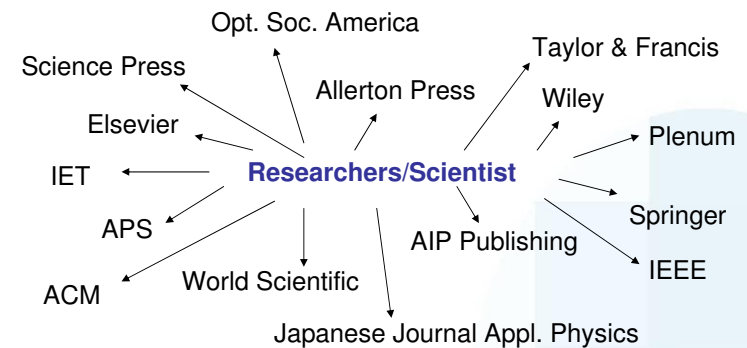 Opt. Soc. America
Taylor & Francis
Science Press
Allerton Press
Wiley
Elsevier
Plenum
IET
Researchers/Scientist
Springer
APS
AIP Publishing
IEEE
World Scientific
ACM
Japanese Journal Appl. Physics